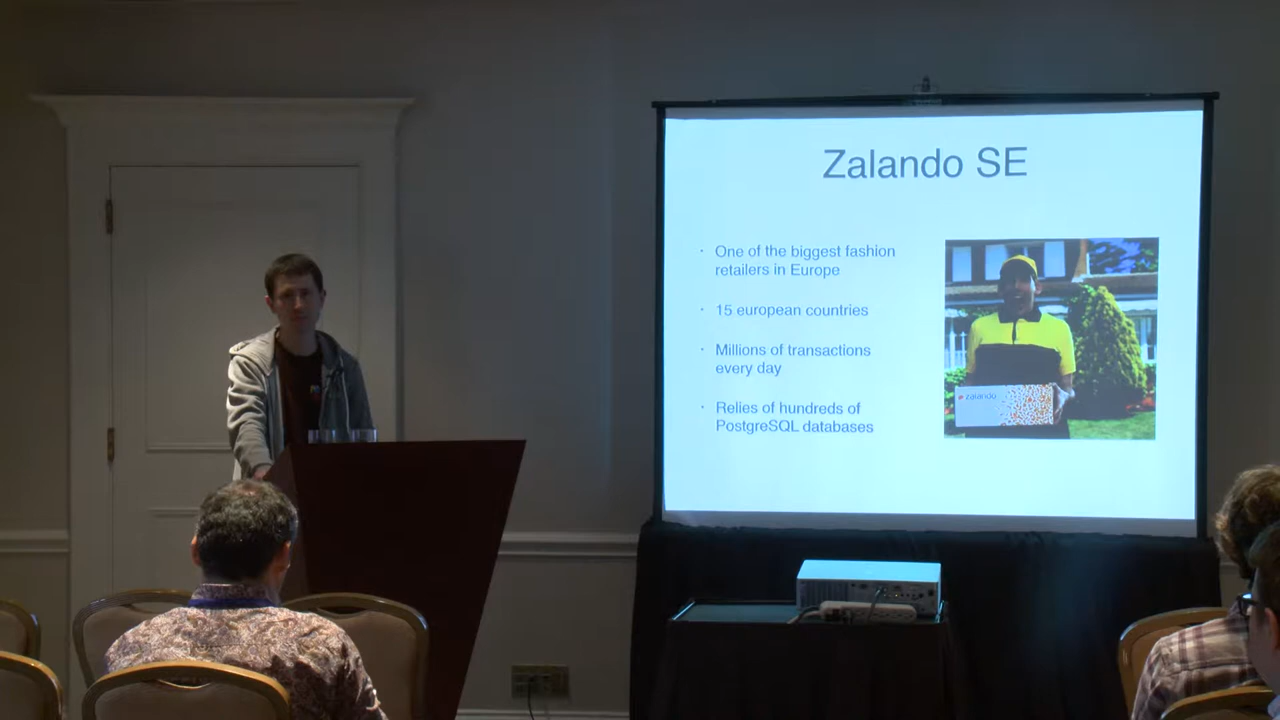 Zalando SE
· One of the biggest fashion
retailers in Europe
· 15 european countries
· Millions of transactions
every day
· Relies of hundreds of
PostgreSQL databases
zalando